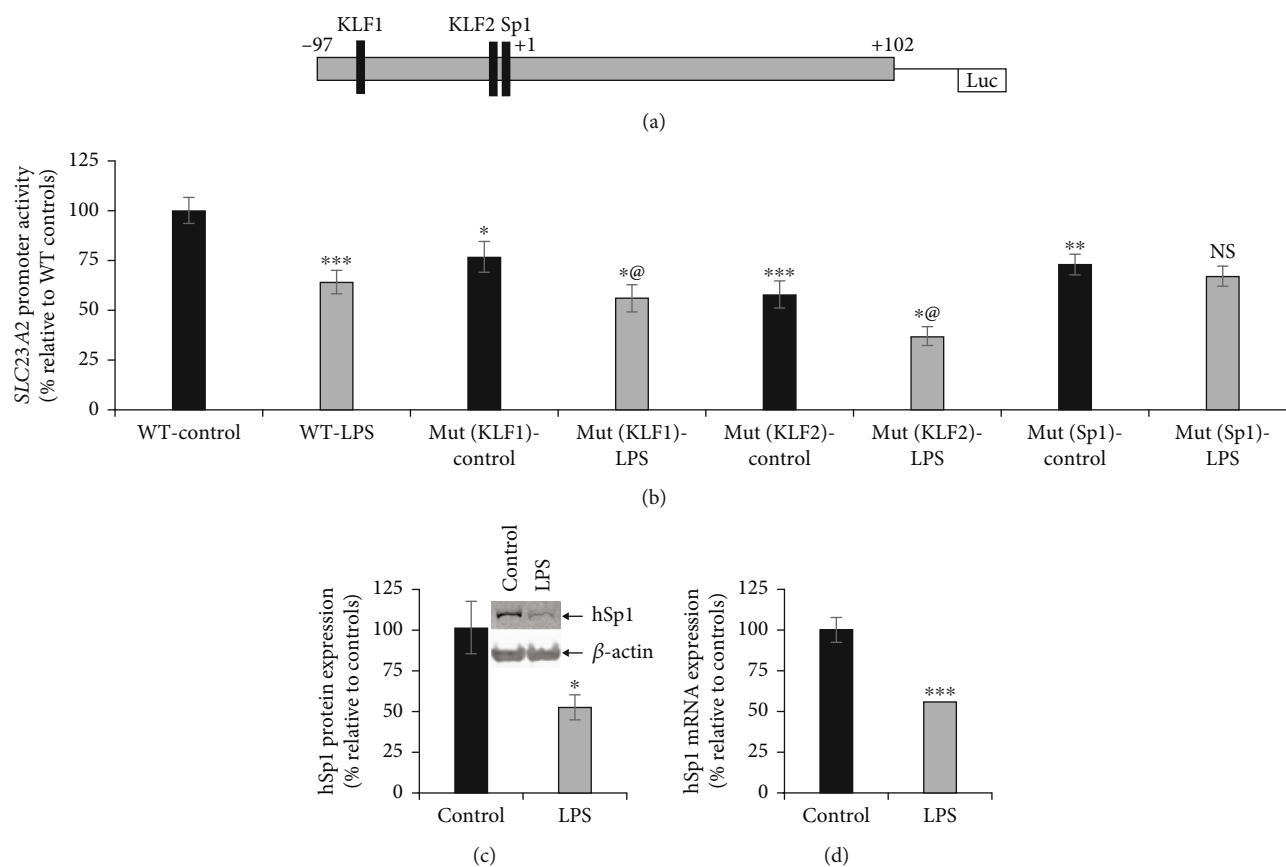 KLF1
KLF2 Sp1
–97
+1
+102
Luc
(a)
SLC23A2 promoter activity
(% relative to WT controls)
125
100
75
50
25
0
***
*
*@
***
*@
**
NS
WT-control
WT-LPS
Mut (KLF1)-
control
Mut (KLF1)-
LPS
Mut (KLF2)-
control
Mut (KLF2)-
LPS
Mut (Sp1)-
control
Mut (Sp1)-
LPS
(b)
hSp1 protein expression
(% relative to controls)
125
100
75
50
25
0
Control
LPS
hSp1
β-actin
*
Control
LPS
(c)
hSp1 mRNA expression
(% relative to controls)
125
100
75
50
25
0
***
Control
LPS
(d)